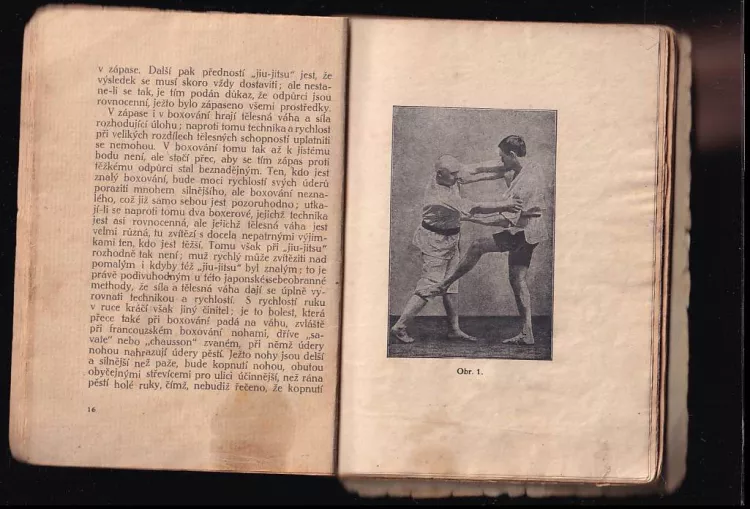 v zápase. Další pak předností „jiu-jitsu" jest, že
výsledek se musí skoro vždy dostaviti; ale nesta-
ne-li se tak, je tím podán důkaz, že odpůrci jsou
rovnocenní, ježto bylo zápaseno všemi prostředky.
V zápase i v boxování hrají tělesná váha a síla
rozhodující úlohu; naproti tomu technika a rychlost
při velikých rozdílech tělesných schopností uplatniti
se nemohou. V boxování tomu tak až k jistému
bodu není, ale stačí přec, aby se tím zápas proti
těžkému odpůrci stal beznadějným. Ten, kdo jest
znalý boxování, bude moci rychlostí svých úderů
poraziti mnohem silnějšího, ale boxování nezna-
lého, což již samo sebou jest pozoruhodno; utka-
jí-li se naproti tomu dva boxerové, jejichž technika
jest asi rovnocenná, ale jejichž tělesná váha jest
velmi různá, tu zvítězí s docela nepatrnými výjim-
kami ten, kdo jest těžší. Tomu však při „jiu-jitsu"
rozhodně tak není; muž rychlý může zvítěziti nad
pomalým i kdyby též „jiu-jitsu" byl znalým; to je
právě podivuhodným u této japonské sebeobranné
methody, že síla a tělesná váha dají se úplně vy-
rovnati technikou a rychlostí. S rychlostí ruku
v ruce kráčí však jiný činitel; je to bolest, která
přece také při boxování padá na váhu, zvláště
při francouzském boxování nohami, dříve „sa-
vate" nebo „chausson" zvaném, při němž údery
nohou nahrazují údery pěstí. Ježto nohy jsou delší
a silnější než paže, bude kopnutí nohou, obutou
obyčejnými střevícemi pro ulici účinnější, než rána
pěstí holé ruky, čímž, nebudiž řečeno, že kopnutí
16
Obr. 1.